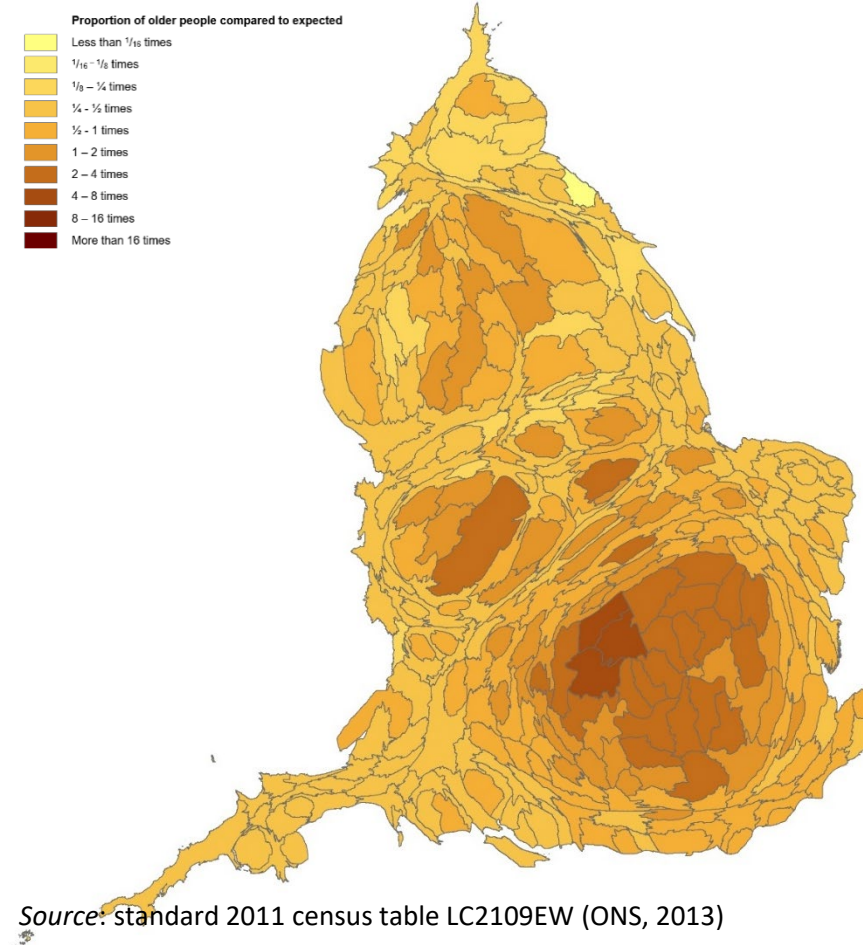 Proportion of older people compared to expected
Less than 1/16 times
1/16 - 1/8 times
1/8 – ¼ times
¼ - ½ times
½ - 1 times
1 – 2 times
2 – 4 times
4 – 8 times
8 – 16 times
More than 16 times
Source: standard 2011 census table LC2109EW (ONS, 2013)